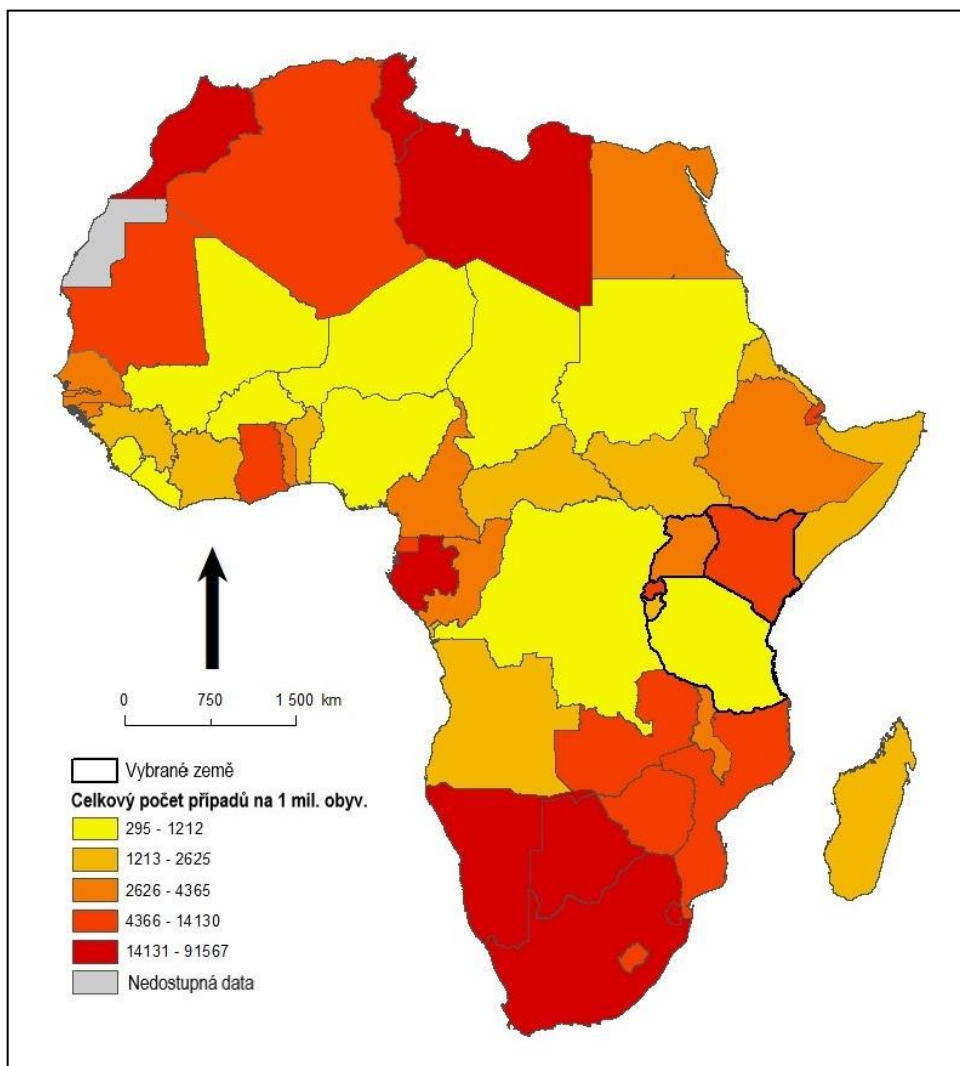 0 750 1 500 km
Vybrané země
Celkový počet případů na 1 mil. obyv.
295 - 1212
1213 - 2625
2626 - 4365
4366 - 14130
14131 - 91567
Nedostupná data